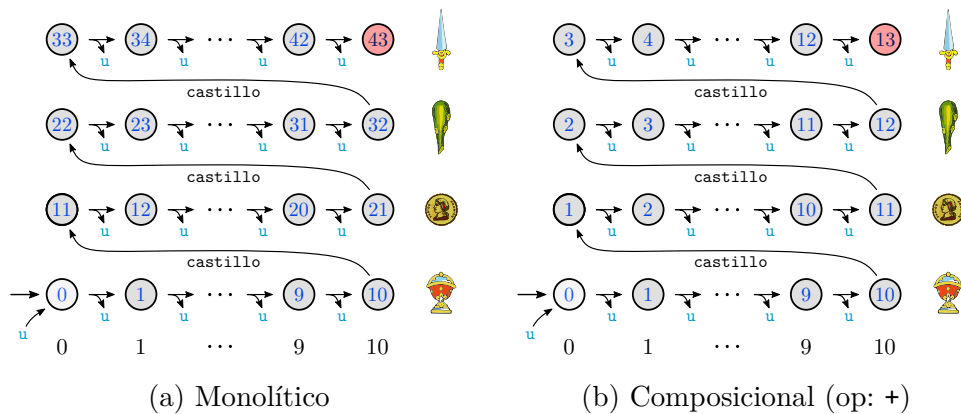 33 34 ... 42 43
u u u u
castillo
22 23 ... 31 32
u u u u
castillo
11 12 ... 20 21
u u u u
castillo
0 1 ... 9 10
u u u u
u
0 1 ... 9 10
(a) Monolítico
3 4 ... 12 13
u u u u
castillo
2 3 ... 11 12
u u u u
castillo
1 2 ... 10 11
u u u u
castillo
0 1 ... 9 10
u u u u
u
0 1 ... 9 10
(b) Composicional (op: +)